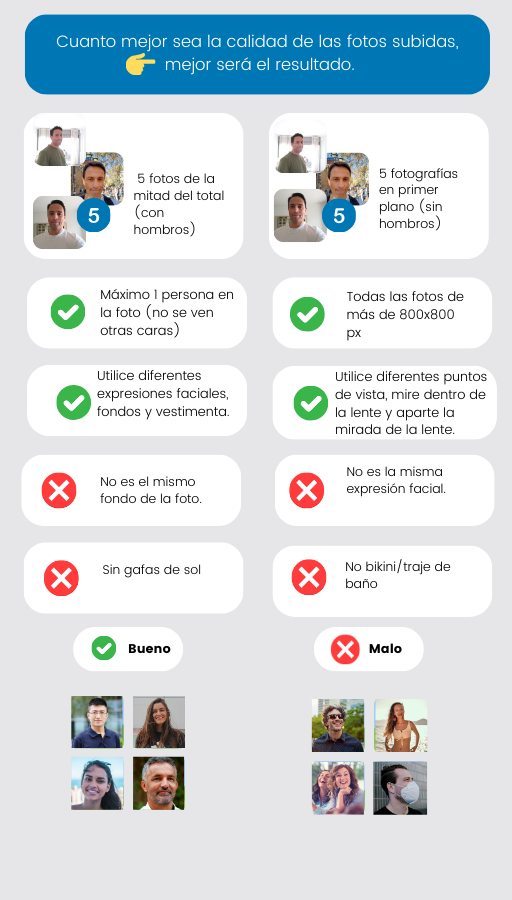 Cuanto mejor sea la calidad de las fotos subidas,
mejor será el resultado.
5 fotos de la
mitad del total
(con
hombros)
5
5 fotografías
en primer
plano (sin
hombros)
5
Máximo 1 persona en
la foto (no se ven
otras caras)
Todas las fotos de
más de 800x800
px
Utilice diferentes
expresiones faciales,
fondos y vestimenta.
Utilice diferentes puntos
de vista, mire dentro de
la lente y aparte la
mirada de la lente.
No es el mismo
fondo de la foto.
No es la misma
expresión facial.
Sin gafas de sol
No bikini/traje de
baño
Bueno
Malo